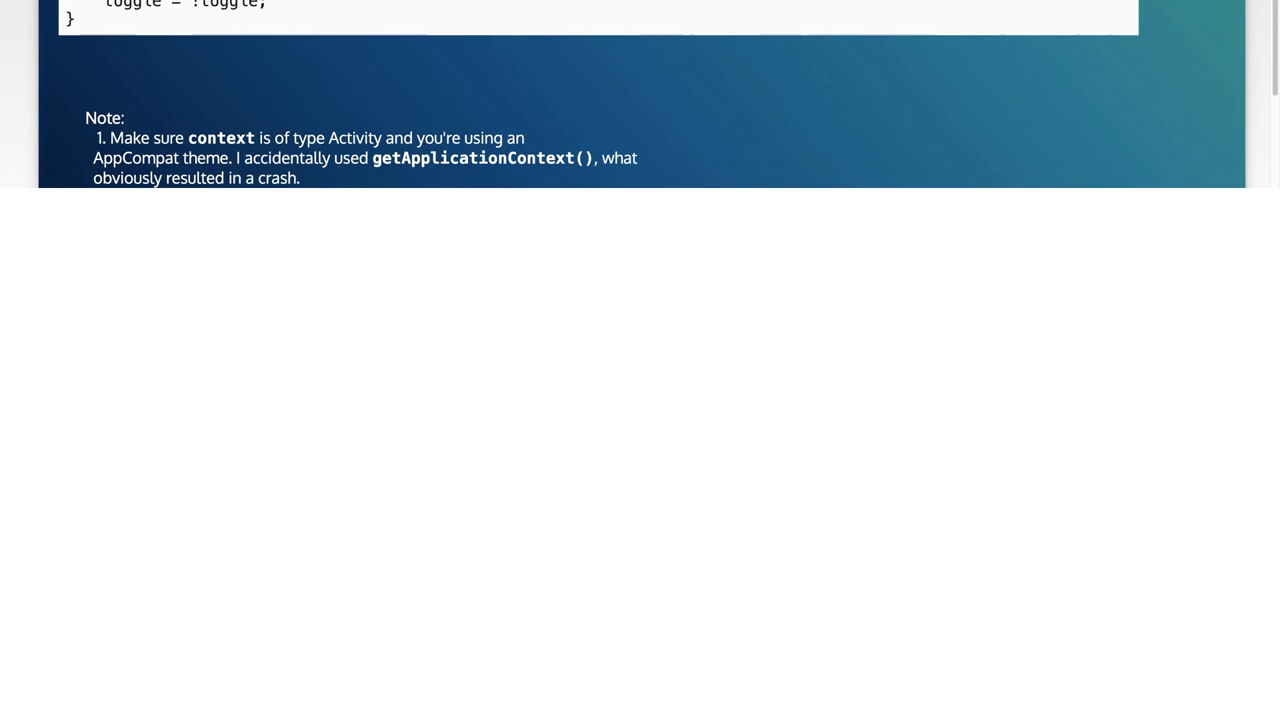 toggle = !toggle;
}
Note:
1. Make sure context is of type Activity and you're using an
AppCompat theme. I accidentally used getApplicationContext(), what
obviously resulted in a crash.